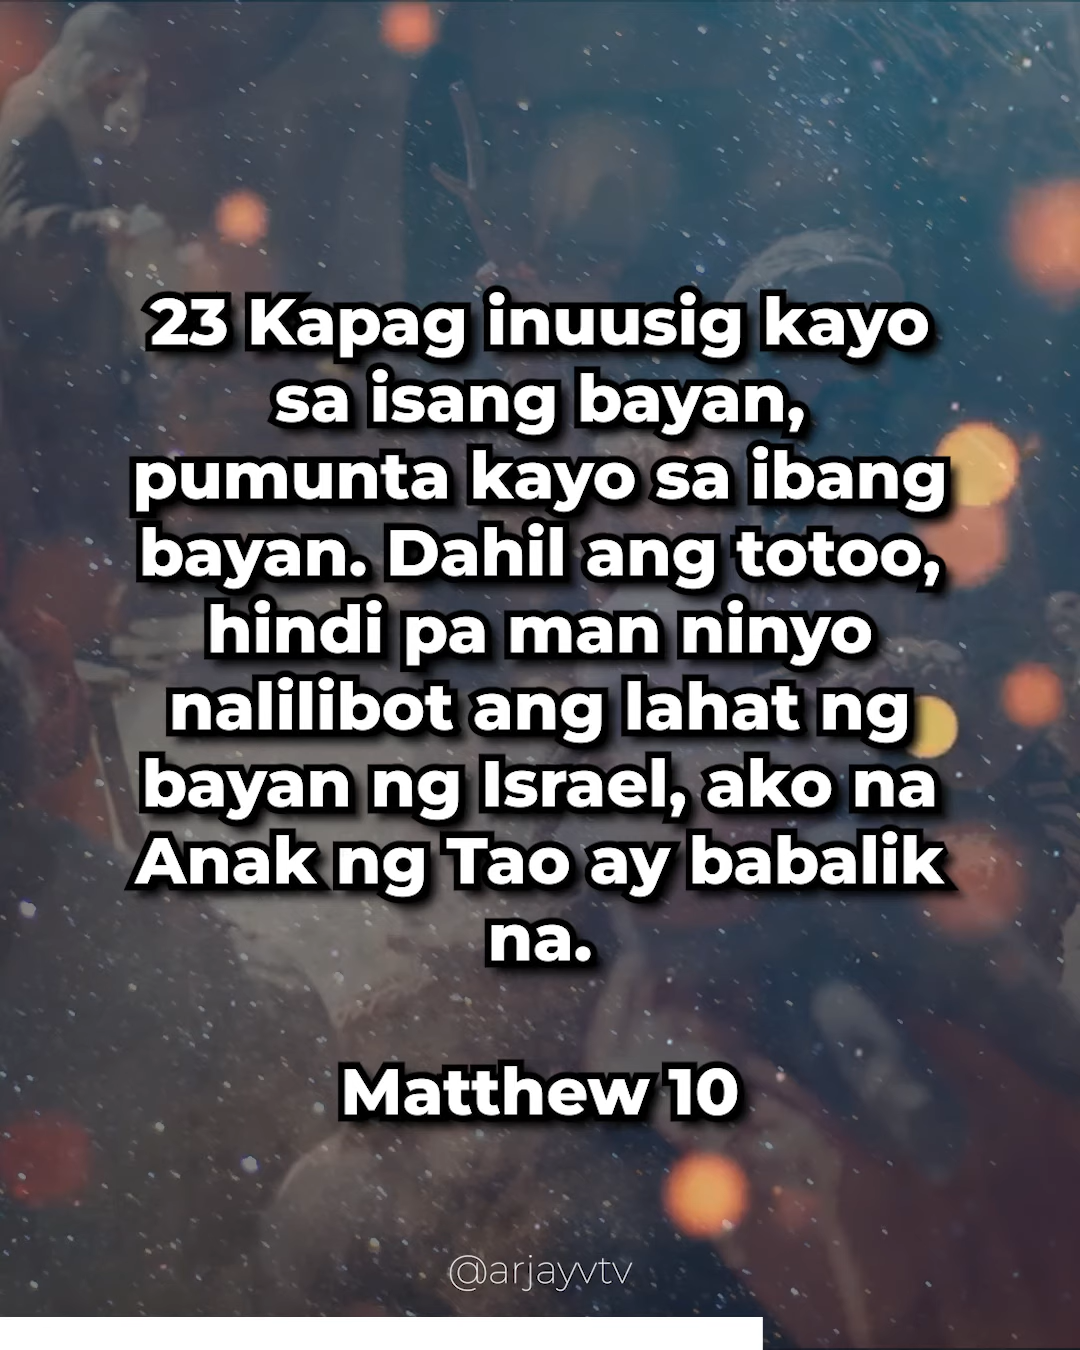 23 Kapag inuusig kayo
sa isang bayan,
pumunta kayo sa ibang
bayan. Dahil ang totoo,
hindi pa man ninyo
nalilibot ang lahat ng
bayan ng Israel, ako na
Anak ng Tao ay babalik
na.
Matthew 10
@arjayvtv